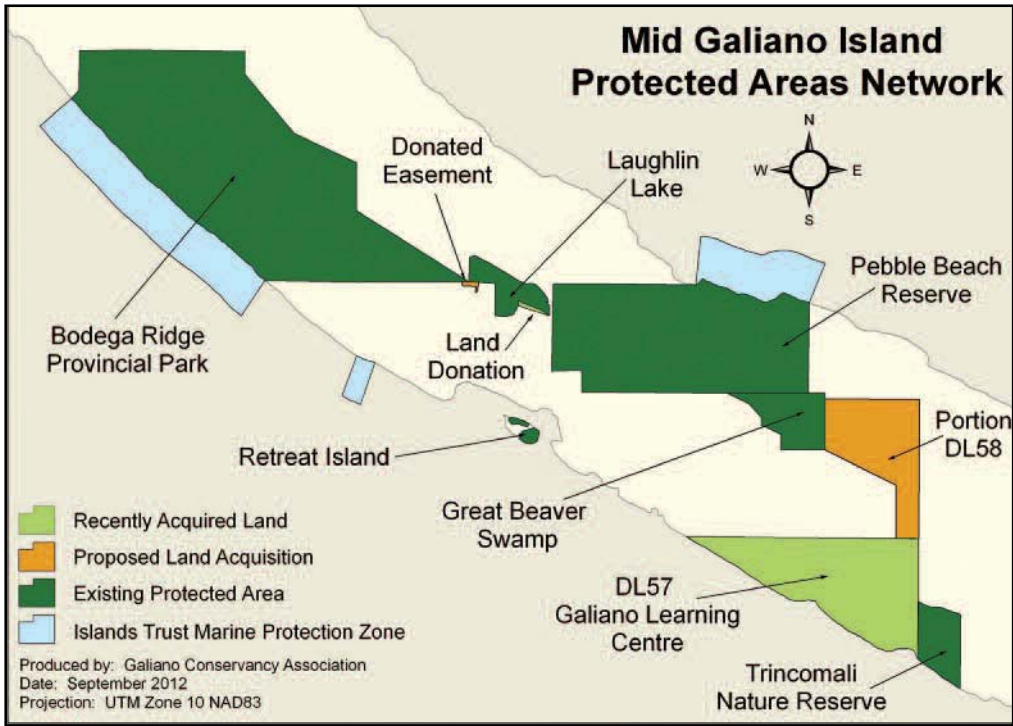 Mid Galiano Island
Protected Areas Network
N
W
E
S
Donated
Easement
Laughlin
Lake
Pebble Beach
Reserve
Bodega Ridge
Provincial Park
Land
Donation
Portion
DL58
Retreat Island
Great Beaver
Swamp
DL57
Galiano Learning
Centre
Trincomali
Nature Reserve
Recently Acquired Land
Proposed Land Acquisition
Existing Protected Area
Islands Trust Marine Protection Zone
Produced by: Galiano Conservancy Association
Date: September 2012
Projection: UTM Zone 10 NAD83